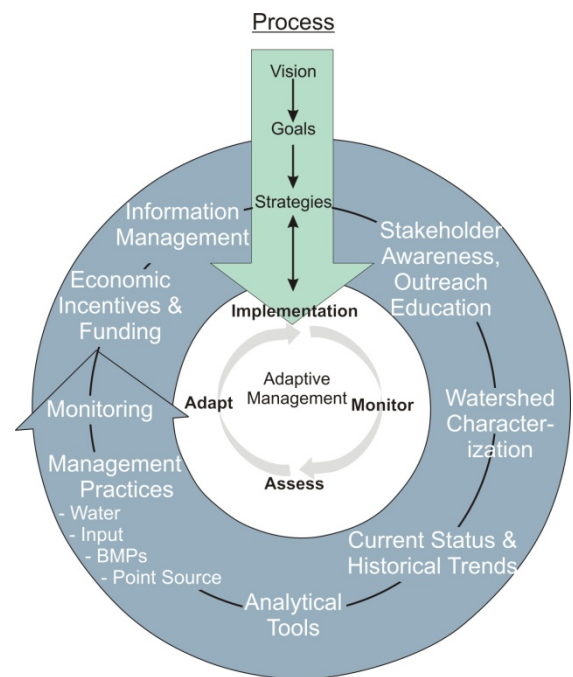 Process
Vision
Goals
Strategies
Implementation
Information
Management
Stakeholder
Awareness,
Outreach
Education
Economic
Incentives &
Funding
Adaptive
Management
Adapt
Monitor
Assess
Watershed
Character-
ization
Monitoring
Management
Practices
- Water
- Input
- BMPs
- Point Source
Current Status &
Historical Trends
Analytical
Tools